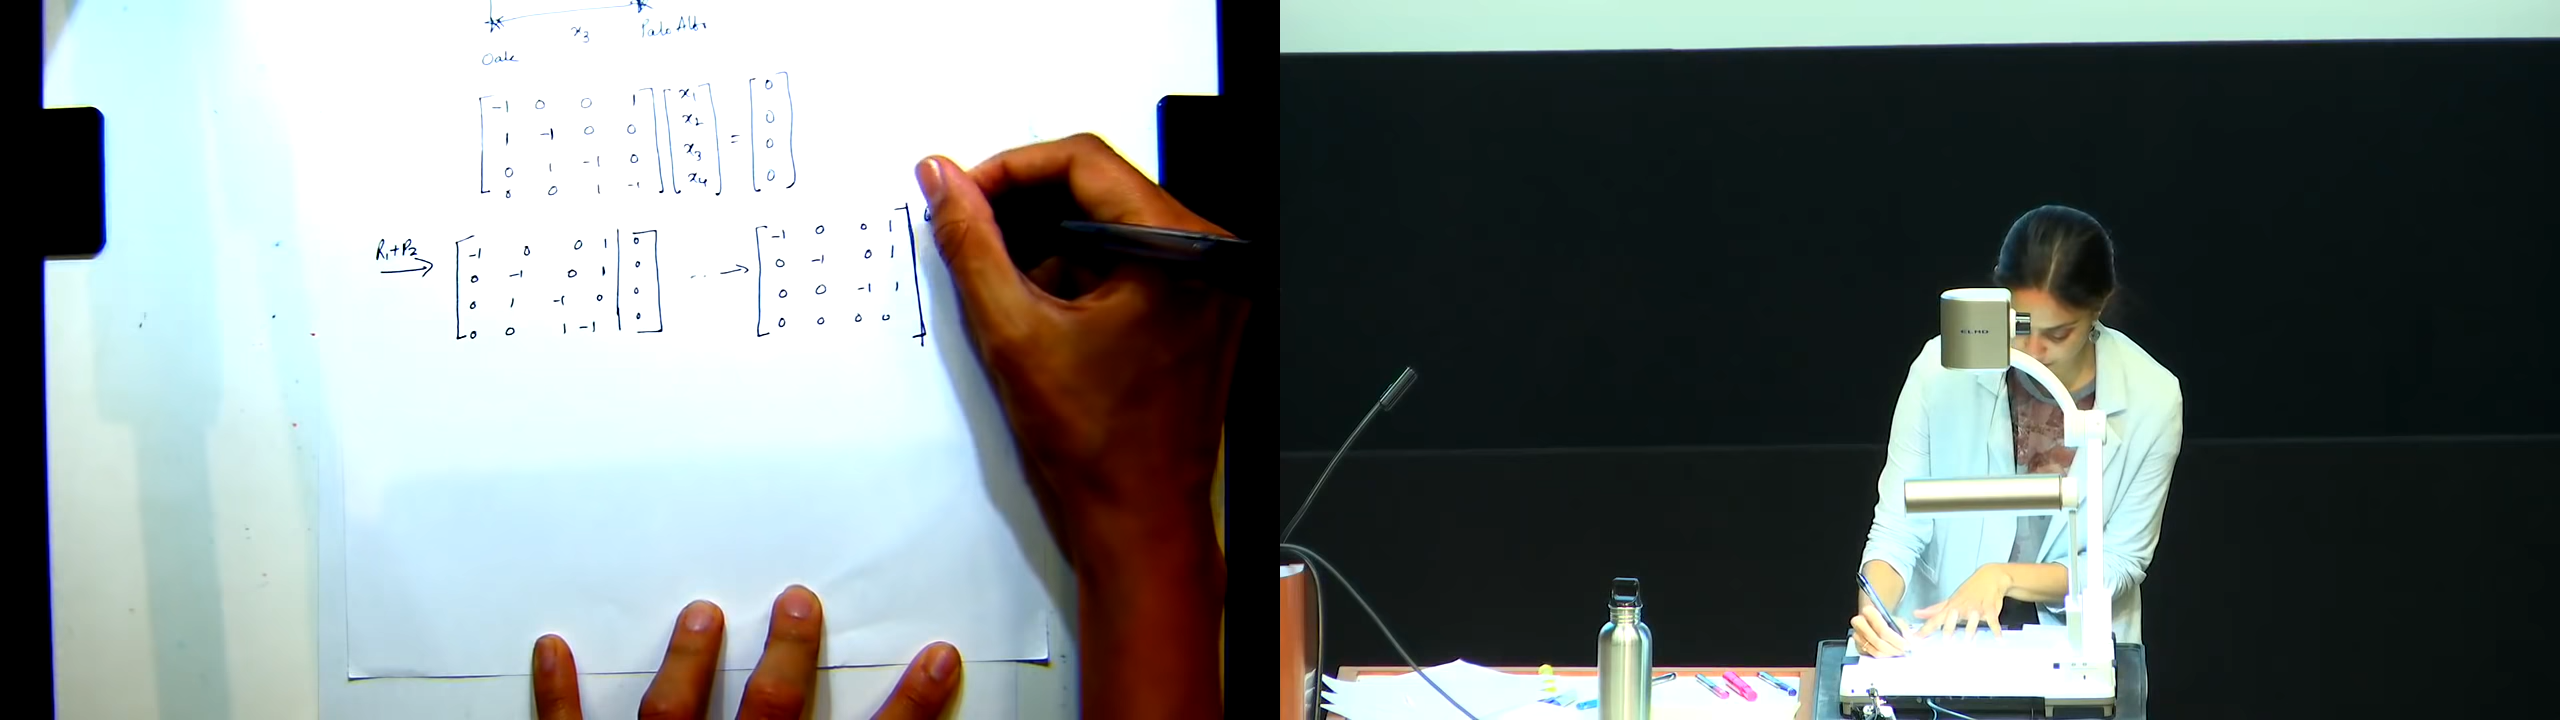 x3 Palo Alto
Oak
[-1 0 0 1] [x1] = [0]
[1 -1 0 0] [x2] [0]
[0 1 -1 0] [x3] [0]
[0 0 1 -1] [x4] [0]
R1+R2 → [-1 0 0 1 | 0] .. → [-1 0 0 1]
[0 -1 0 1 | 0] [0 -1 0 1]
[0 1 -1 0 | 0] [0 0 -1 1]
[0 0 1 -1 | 0] [0 0 0 0]
ELMO